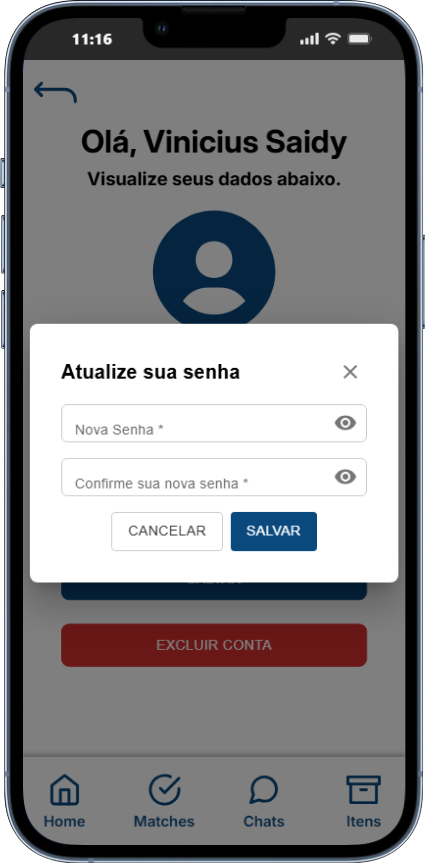 11:16
Olá, Vinicius Saidy
Visualize seus dados abaixo.
Atualize sua senha
Nova Senha *
Confirme sua nova senha *
CANCELAR SALVAR
EXCLUIR CONTA
Home Matches Chats Itens